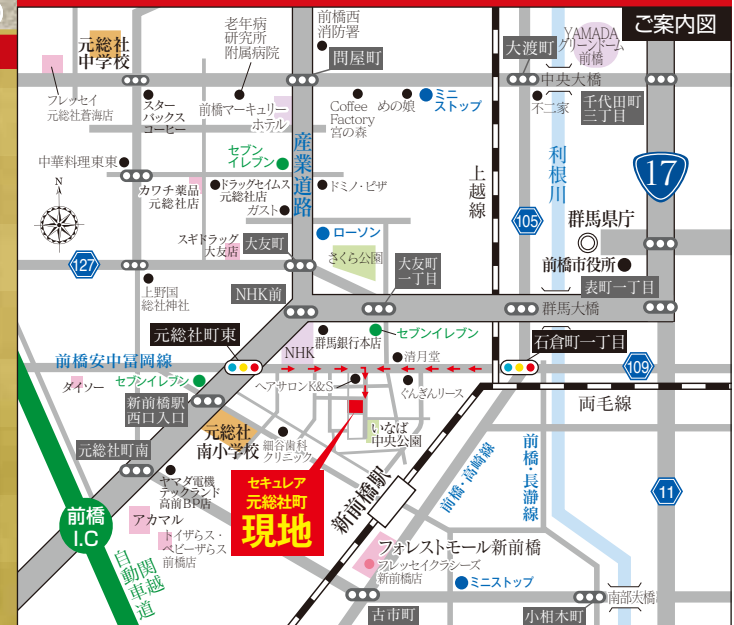 ご案内図
老年病
研究所
附属病院
前橋西
消防署
YAMADA
グリーンドーム
前橋
元総社
中学校
問屋町
大渡町
中央大橋
フレッセイ
元総社蒼海店
スター
バックス
コーヒー
前橋マーキュリー
ホテル
Coffee
Factory
宮の森
めの娘
ミニ
ストップ
不二家
千代田町
三丁目
中華料理東東
セブン
イレブン
産業道路
上越線
利根川
17
N
カワチ薬品
元総社店
ドラッグセイムス
元総社店
ドミノ・ピザ
ガスト
105
群馬県庁
スギドラッグ
大友店
大友町
ローソン
さくら公園
大友町
一丁目
前橋市役所
127
表町一丁目
上野国
総社神社
NHK前
群馬大橋
元総社町東
群馬銀行本店
セブンイレブン
石倉町一丁目
前橋安中富岡線
NHK
清月堂
109
ダイソー
セブンイレブン
ヘアサロンK&S
ぐんぎんリース
両毛線
新前橋駅
西口入口
元総社
南小学校
細谷歯科
クリニック
いなば
中央公園
元総社町南
ヤマダ電機
テックランド
高前BP店
セキュレア
元総社町
現地
新前橋駅
前橋・高崎線
前橋・長瀞線
11
前橋
I.C
アカマル
トイザらス・
ベビーザらス
前橋店
フォレストモール新前橋
フレッセイクラシーズ
新前橋店
関越
自動車道
ミニストップ
南部大橋
古市町
小相木町